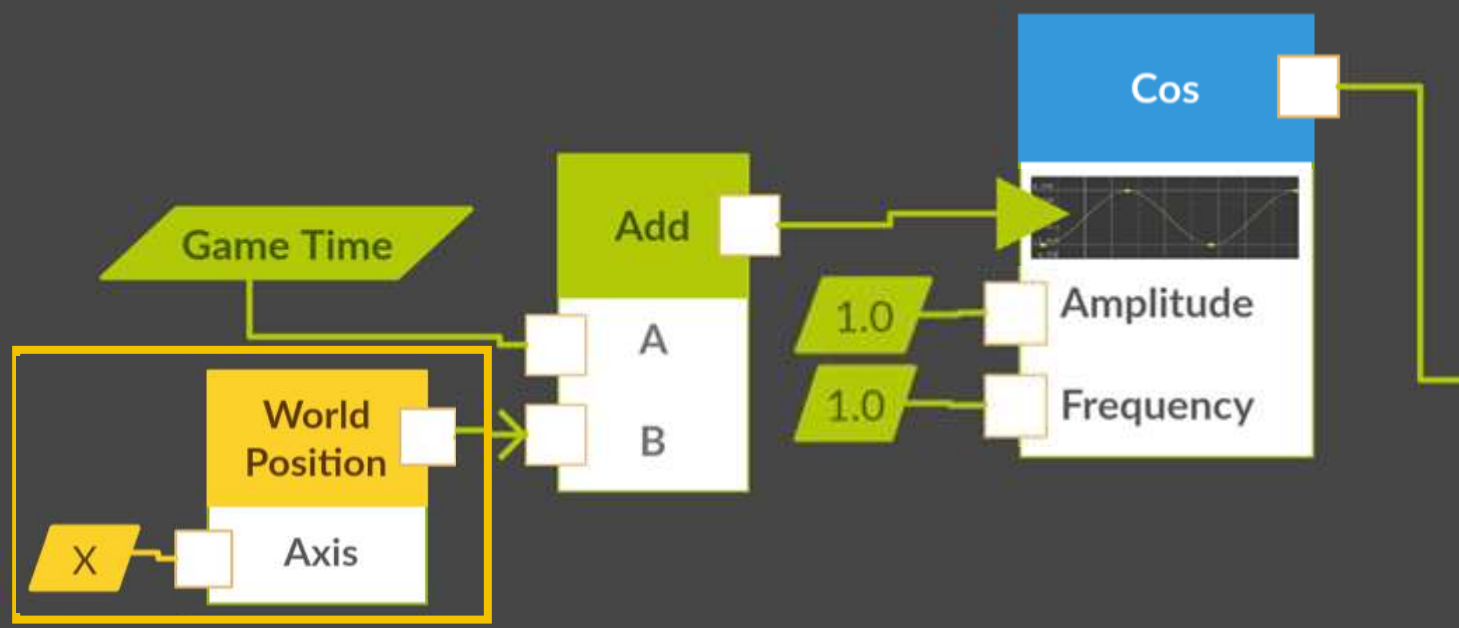 Cos
Add
Game Time
Amplitude
1.0
A
Frequency
1.0
World
Position
B
Axis
X